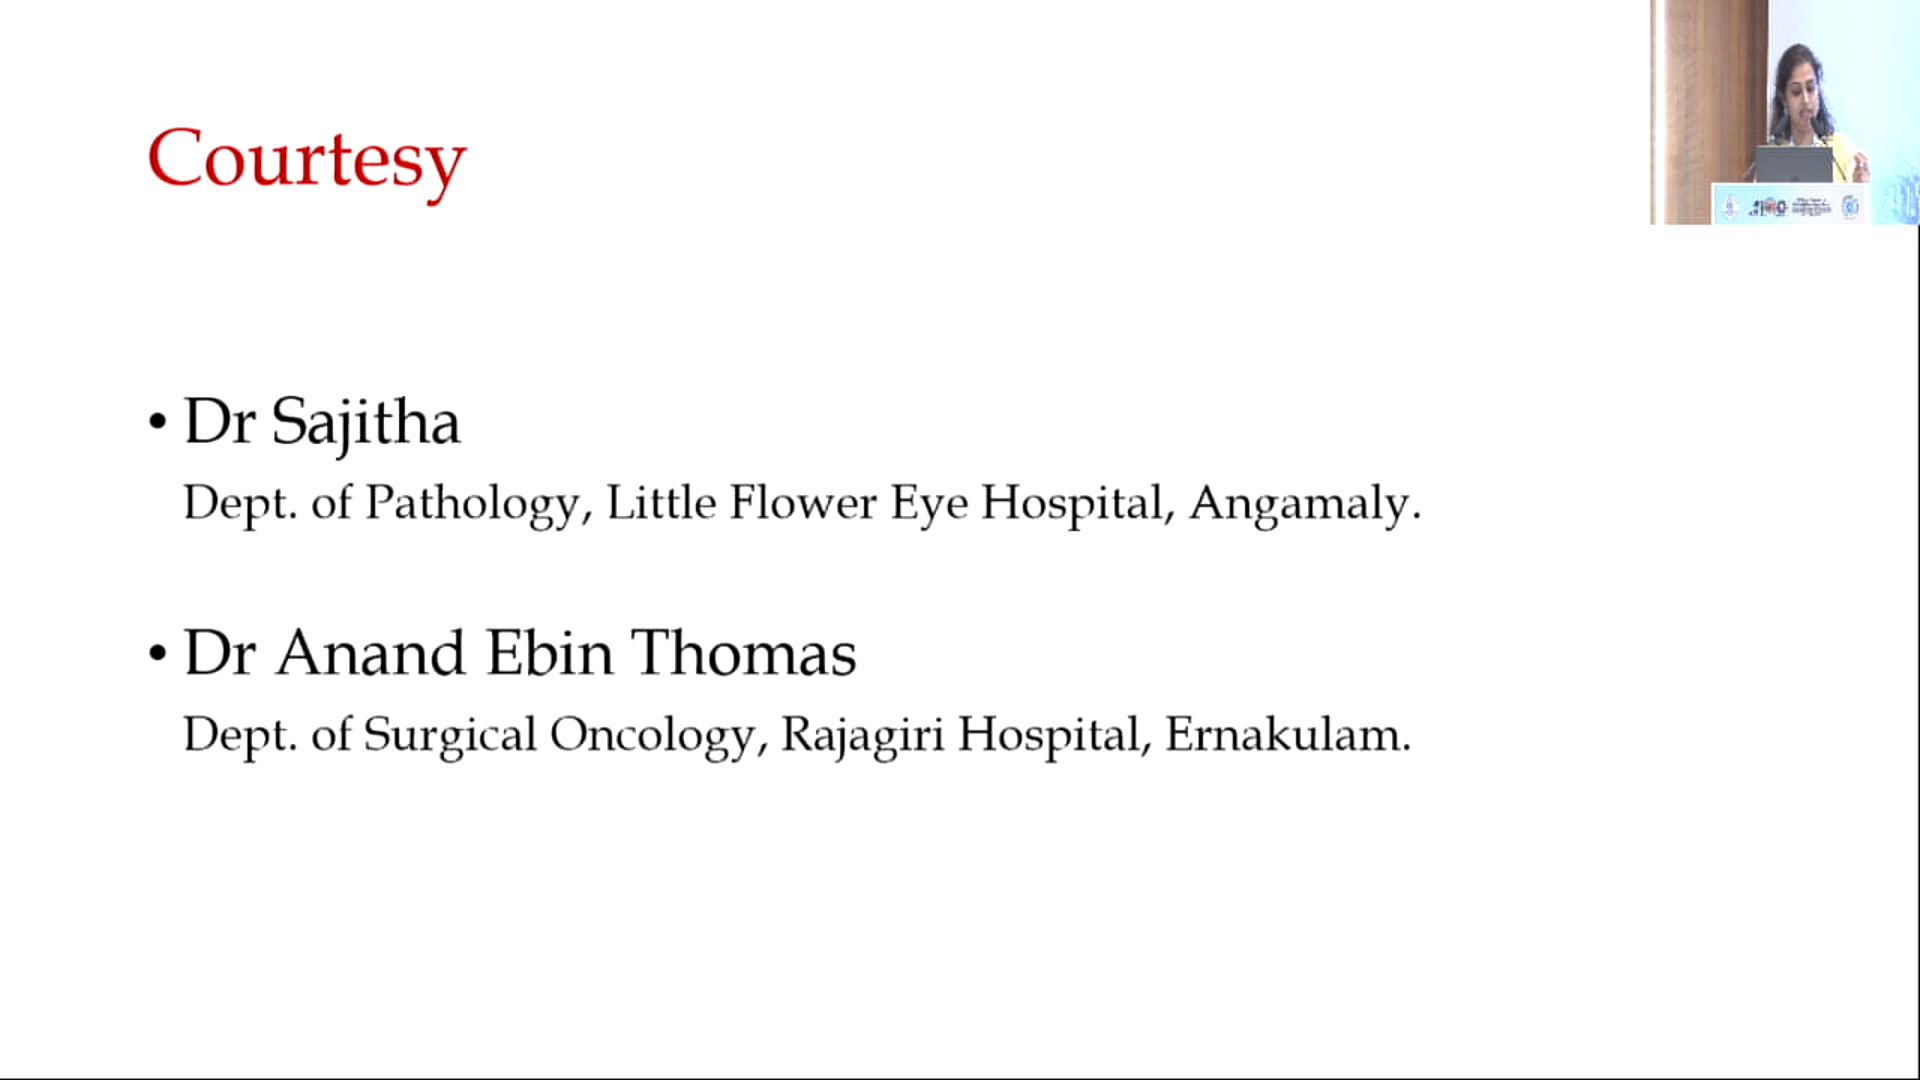 Courtesy
• Dr Sajitha
Dept. of Pathology, Little Flower Eye Hospital, Angamaly.
• Dr Anand Ebin Thomas
Dept. of Surgical Oncology, Rajagiri Hospital, Ernakulam.